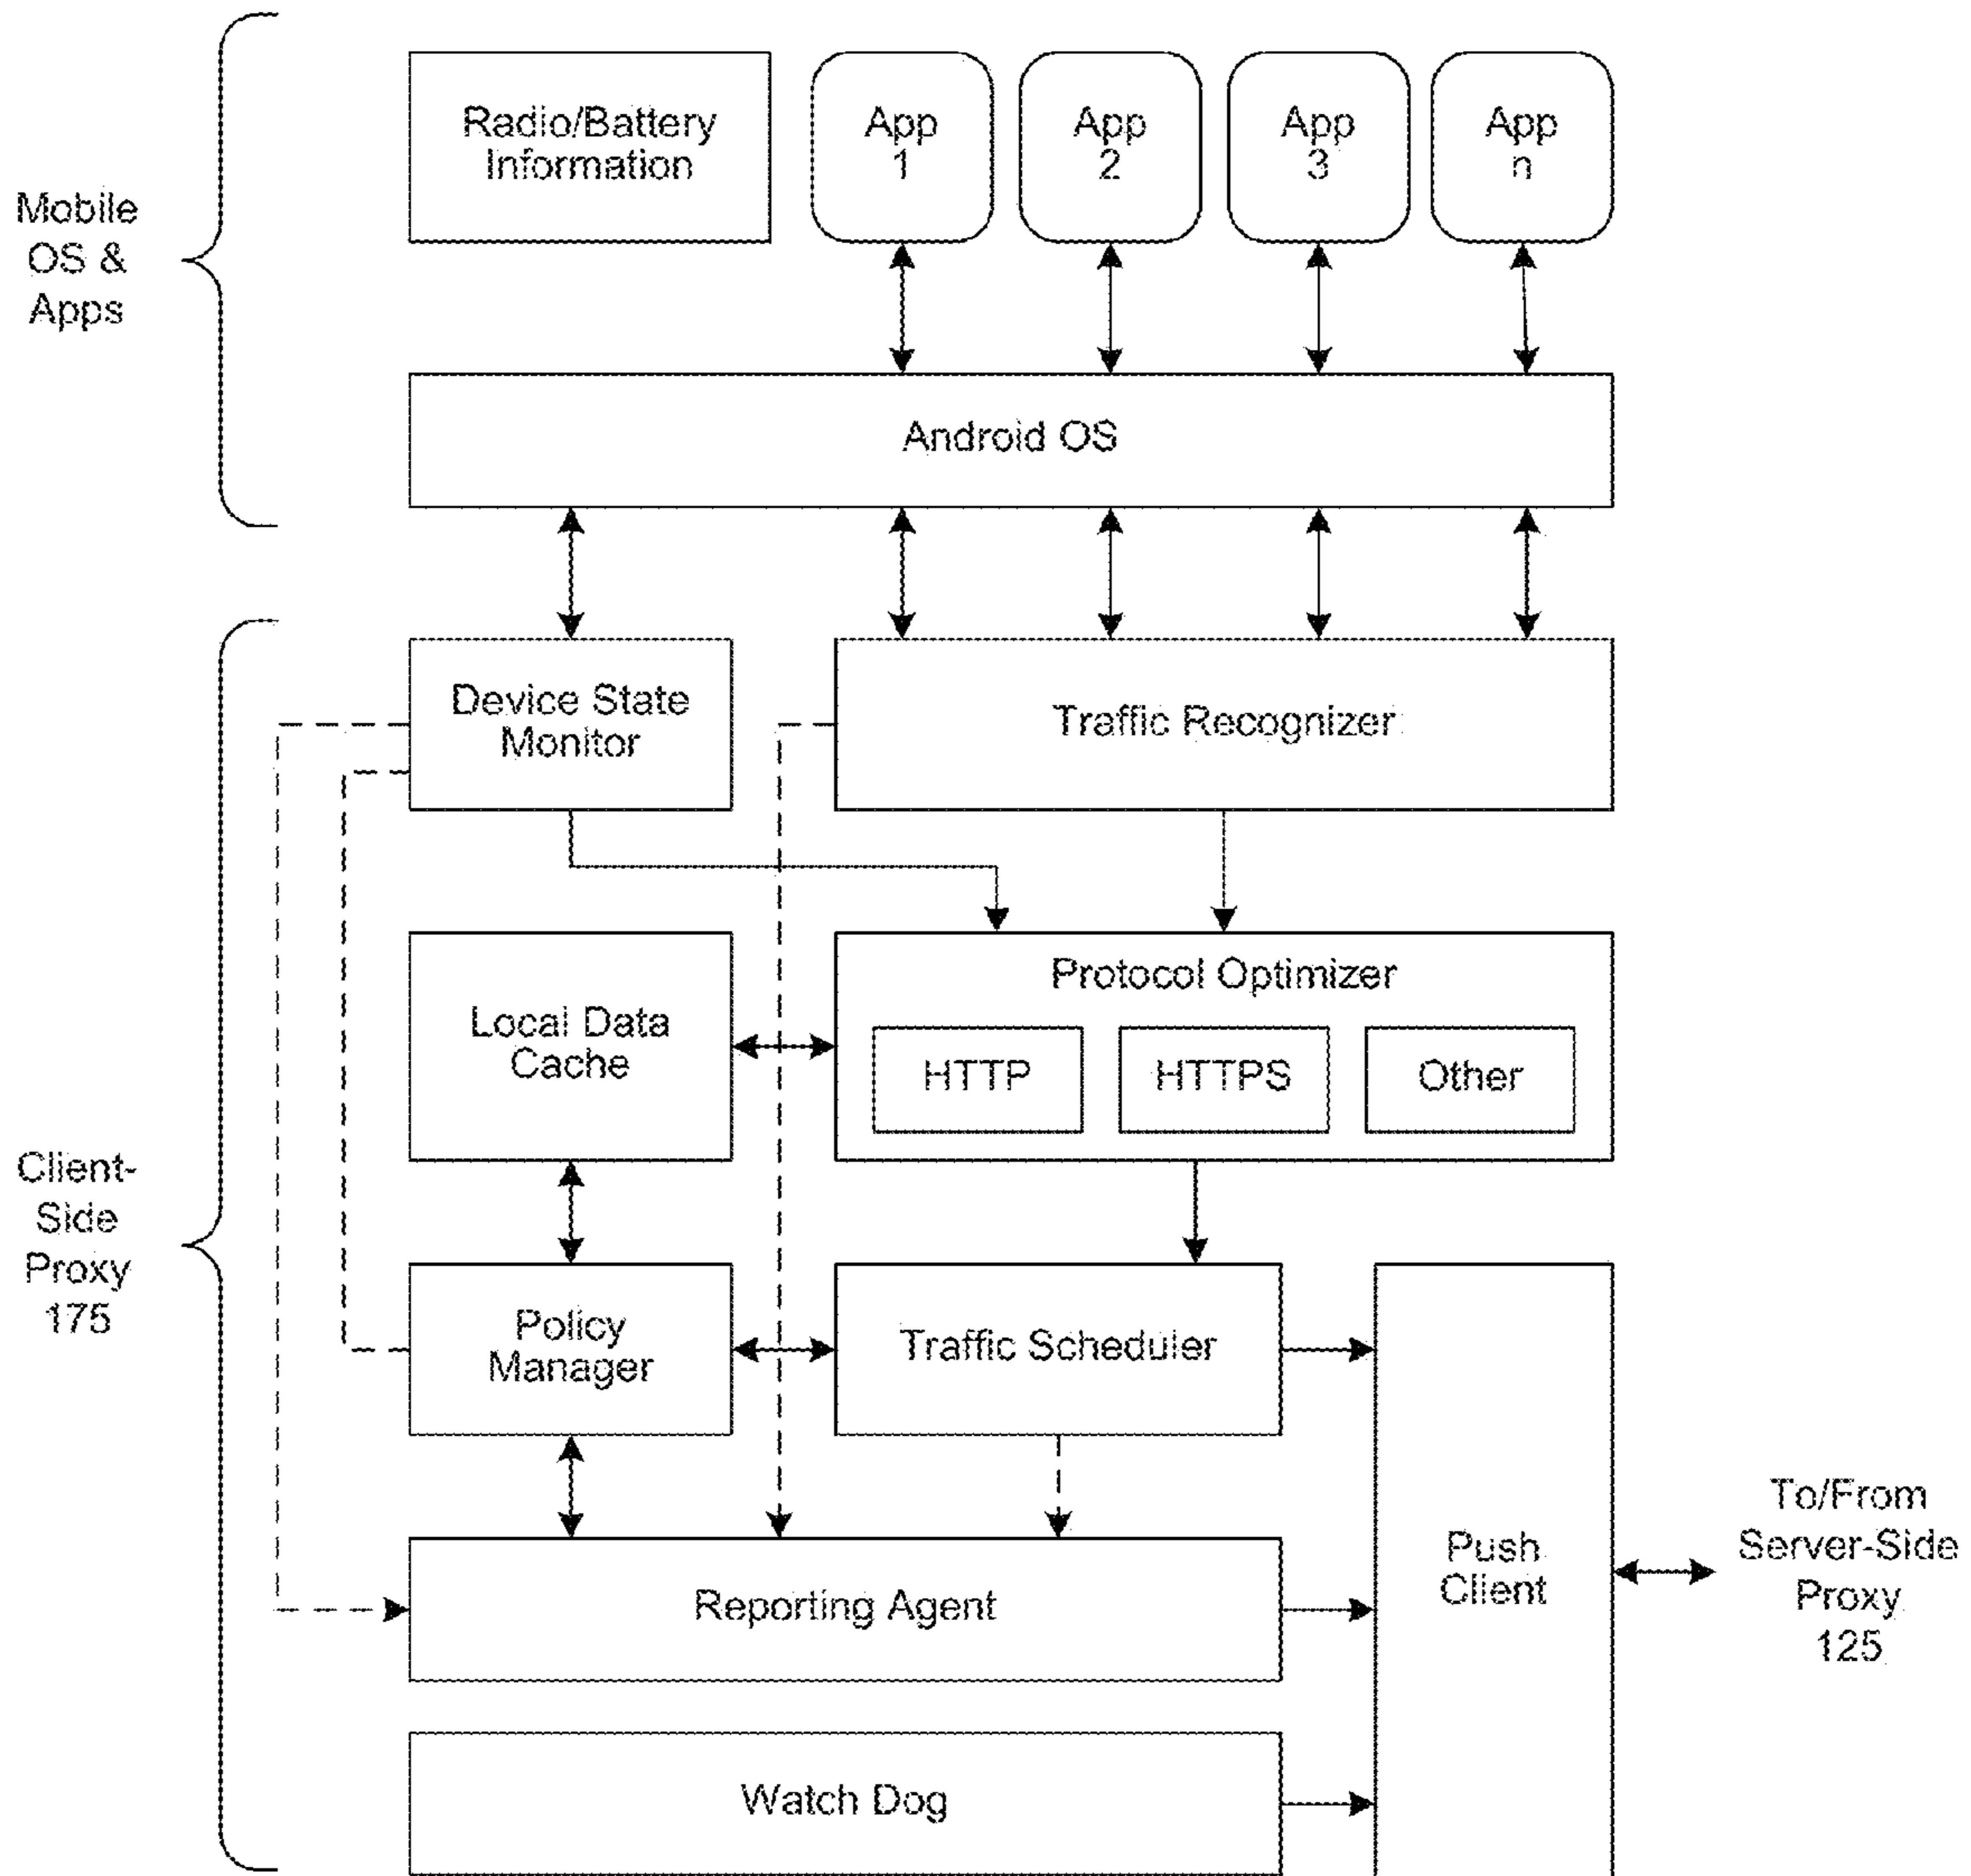 Mobile
OS &
Apps
Radio/Battery
Information
App
1
App
2
App
3
App
n
Android OS
Client-
Side
Proxy
175
Device State
Monitor
Traffic Recognizer
Local Data
Cache
Protocol Optimizer
HTTP
HTTPS
Other
Policy
Manager
Traffic Scheduler
Reporting Agent
Watch Dog
Push
Client
To/From
Server-Side
Proxy
125